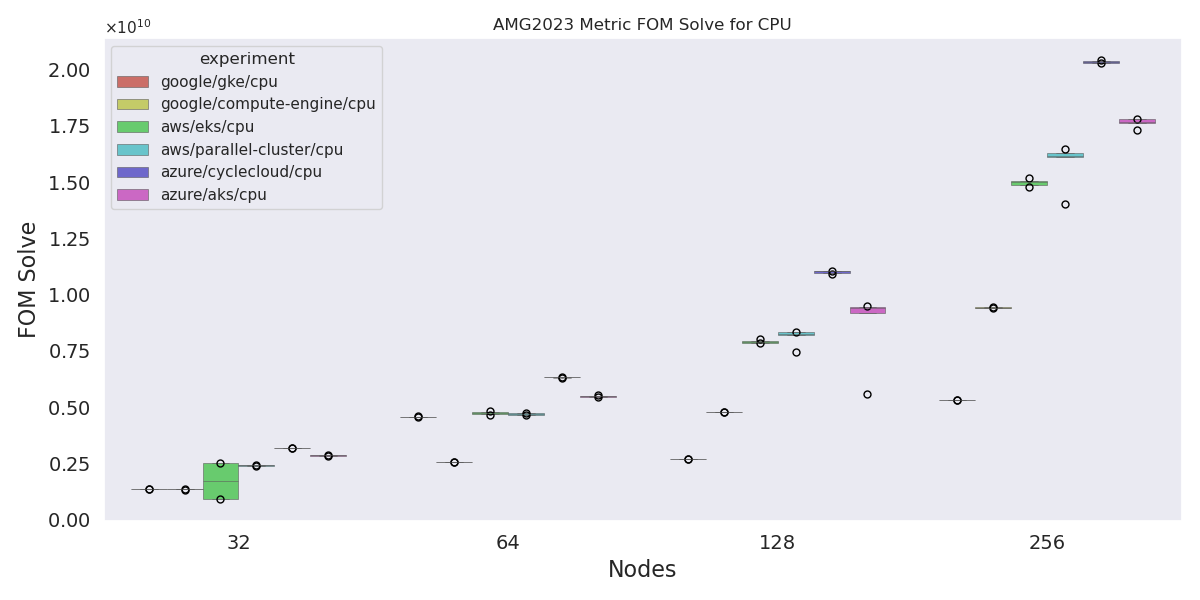 AMG2023 Metric FOM Solve for CPU
×10¹⁰
experiment
google/gke/cpu
google/compute-engine/cpu
aws/eks/cpu
aws/parallel-cluster/cpu
azure/cyclecloud/cpu
azure/aks/cpu
FOM Solve
2.00
1.75
1.50
1.25
1.00
0.75
0.50
0.25
0.00
32
64
128
256
Nodes